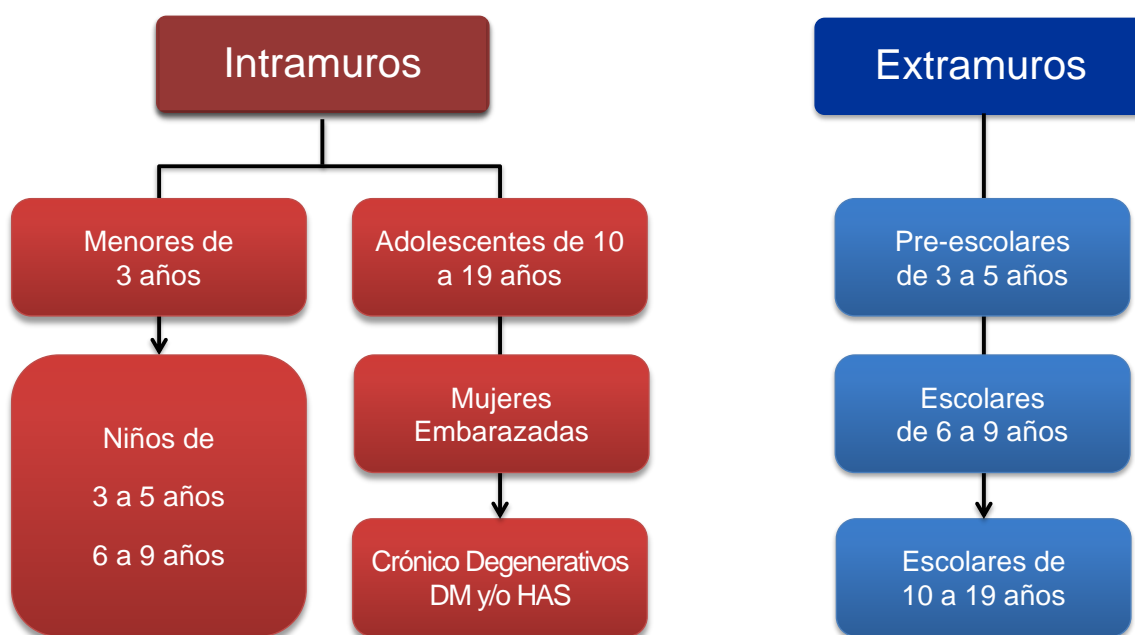 Intramuros
Menores de
3 años
Niños de
3 a 5 años
6 a 9 años
Adolescentes de 10
a 19 años
Mujeres
Embarazadas
Crónico Degenerativos
DM y/o HAS
Extramuros
Pre-escolares
de 3 a 5 años
Escolares
de 6 a 9 años
Escolares de
10 a 19 años